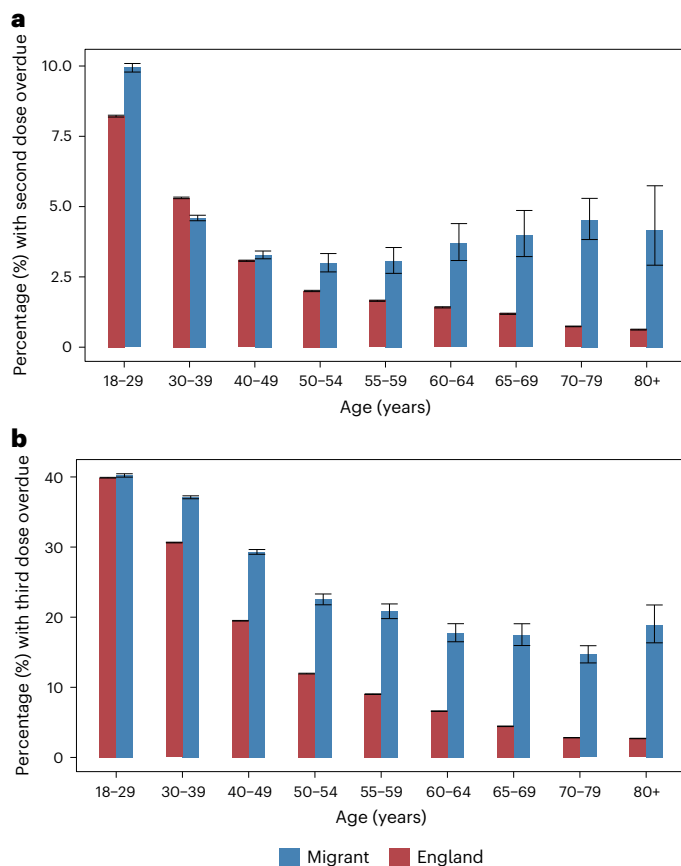 a
Percentage (%) with second dose overdue
10.0
7.5
5.0
2.5
0
18–29 30–39 40–49 50–54 55–59 60–64 65–69 70–79 80+
Age (years)
b
Percentage (%) with third dose overdue
40
30
20
10
0
18–29 30–39 40–49 50–54 55–59 60–64 65–69 70–79 80+
Age (years)
Migrant England